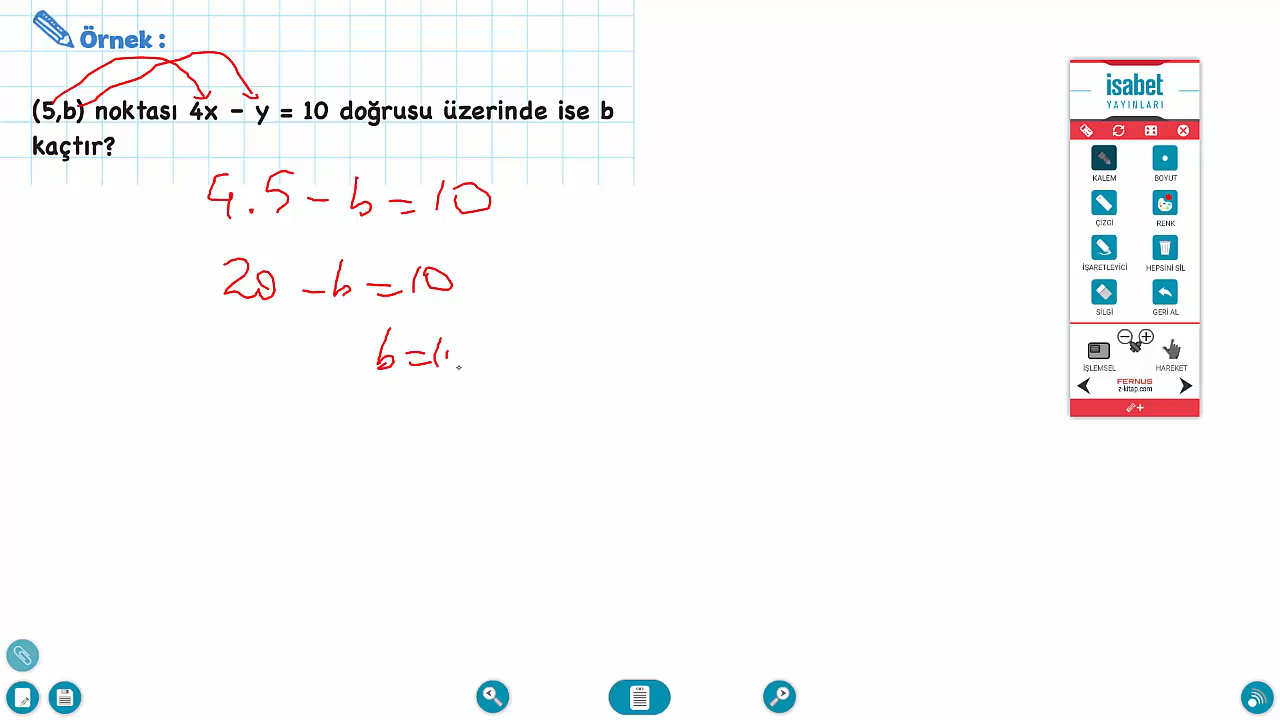 Örnek :
(5,b) noktası 4x - y = 10 doğrusu üzerinde ise b
kaçtır?
4.5 - b = 10
20 - b = 10
b = 1
isabet
YAYINLARI
KALEM
BOYUT
ÇİZGİ
RENK
İŞARETLEYİCİ
HEPSİNİ SİL
SİLGİ
GERİ AL
İŞLEMSEL
HAREKET
FERNUS
z-kitap.com